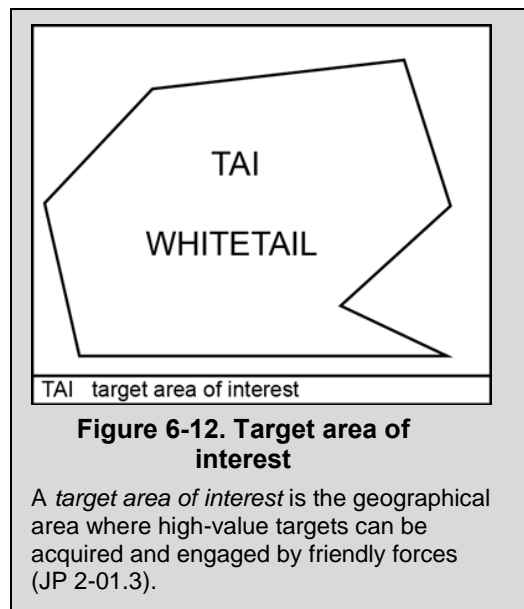 TAI
WHITETAIL
TAI target area of interest
Figure 6-12. Target area of
interest
A target area of interest is the geographical
area where high-value targets can be
acquired and engaged by friendly forces
(JP 2-01.3).